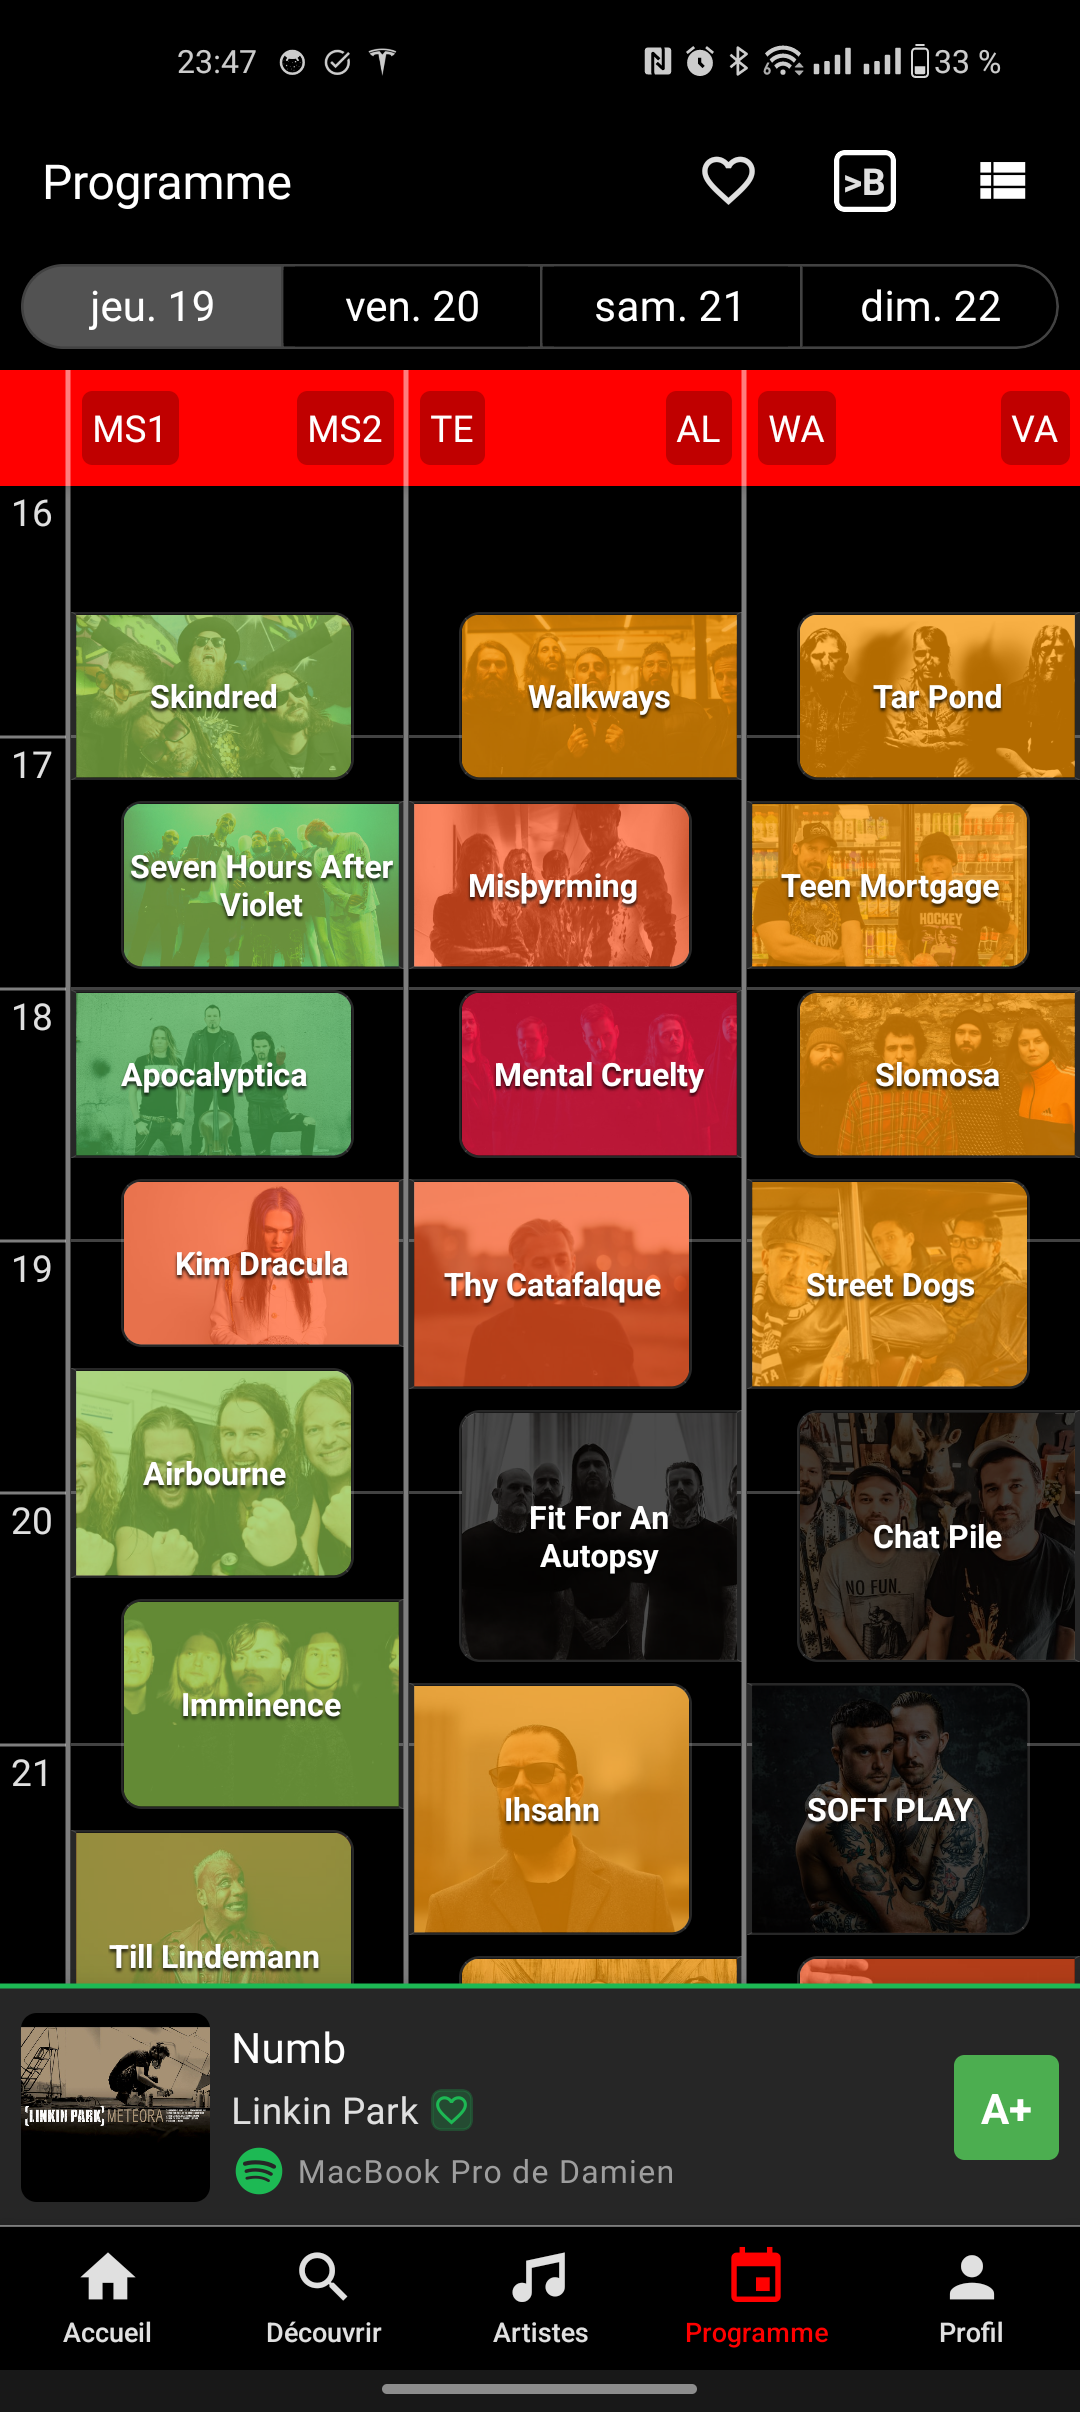 23:47
33 %
Programme
>B
jeu. 19
ven. 20
sam. 21
dim. 22
MS1
MS2
TE
AL
WA
VA
16
Skindred
Walkways
Tar Pond
17
Seven Hours After
Violet
Misþyrming
Teen Mortgage
HOCKEY
18
Apocalyptica
Mental Cruelty
Slomosa
19
Kim Dracula
Thy Catafalque
Street Dogs
Airbourne
20
Fit For An
Autopsy
Chat Pile
NO FUN.
Imminence
21
Ihsahn
SOFT PLAY
Till Lindemann
[LINKIN PARK] METEORA
Numb
Linkin Park
MacBook Pro de Damien
A+
Accueil
Découvrir
Artistes
Programme
Profil